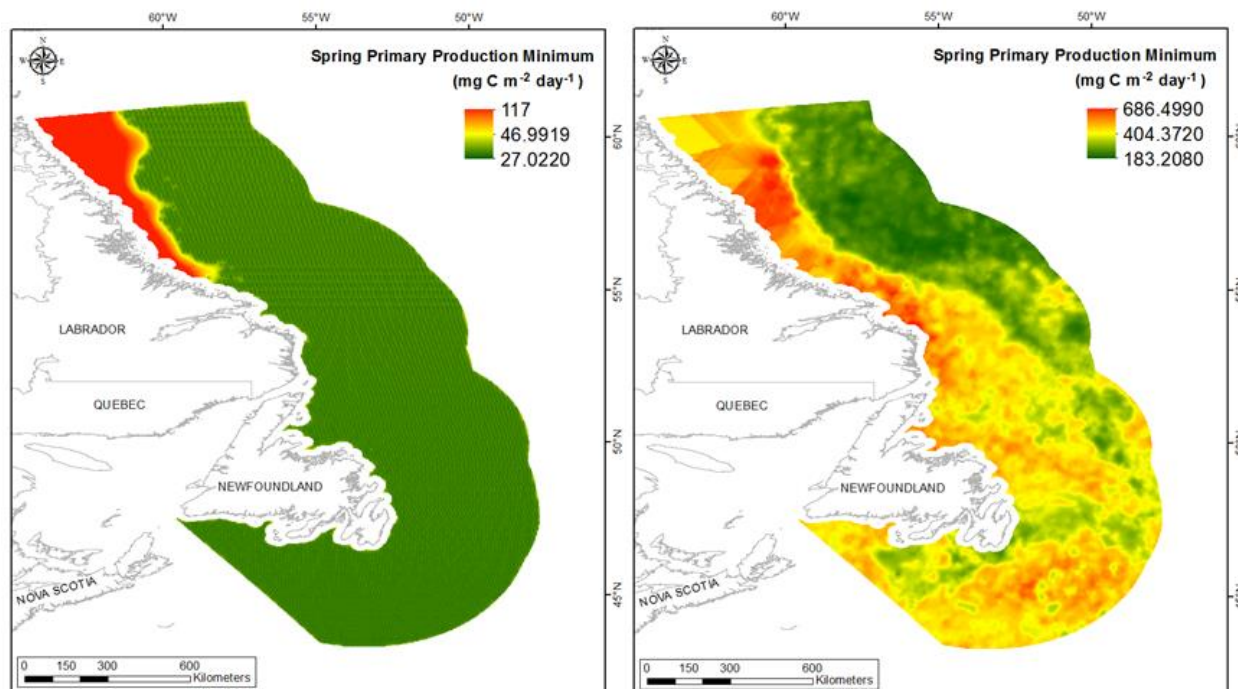 60°W 55°W 50°W
N
W E
S
Spring Primary Production Minimum
(mg C m-2 day-1)
117
46.9919
27.0220
60°N
55°N
50°N
45°N
LABRADOR
QUEBEC
NEWFOUNDLAND
NOVA SCOTIA
0 150 300 600
Kilometers
60°W 55°W 50°W
N
W E
S
Spring Primary Production Minimum
(mg C m-2 day-1)
686.4990
404.3720
183.2080
60°N
50°N
LABRADOR
QUEBEC
NEWFOUNDLAND
NOVA SCOTIA
0 150 300 600
Kilometers